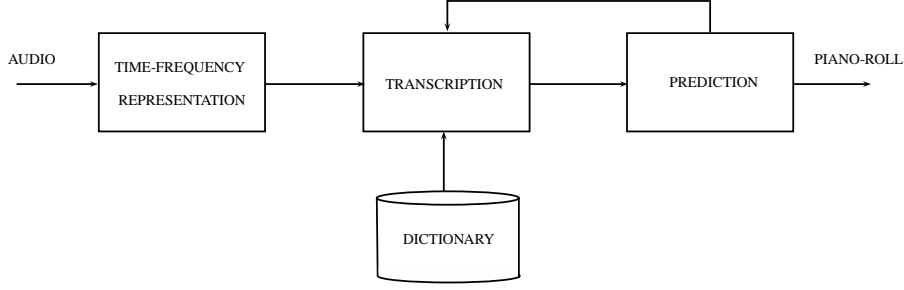 AUDIO
TIME-FREQUENCY
REPRESENTATION
TRANSCRIPTION
PREDICTION
PIANO-ROLL
DICTIONARY